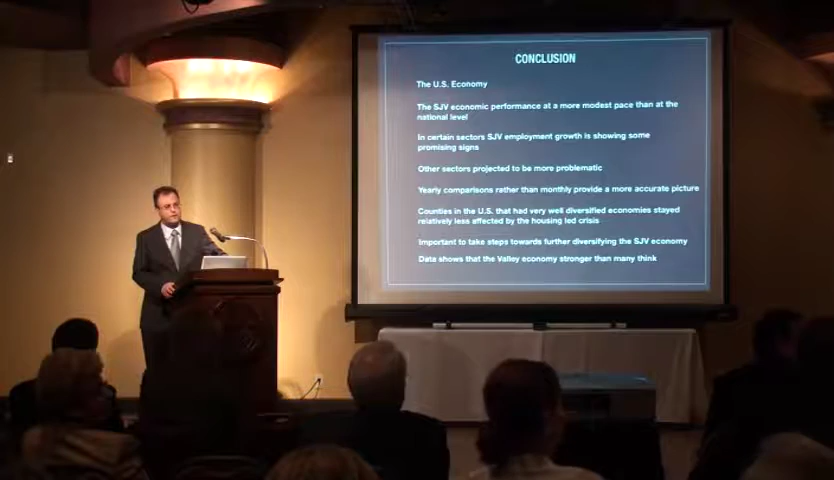 CONCLUSION
The U.S. Economy
The SJV economic performance at a more modest pace than at the
national level
In certain sectors SJV employment growth is showing some
promising signs
Other sectors projected to be more problematic
Yearly comparisons rather than monthly provide a more accurate picture
Counties in the U.S. that had very well diversified economies stayed
relatively less affected by the housing led crisis
Important to take steps towards further diversifying the SJV economy
Data shows that the Valley economy stronger than many think